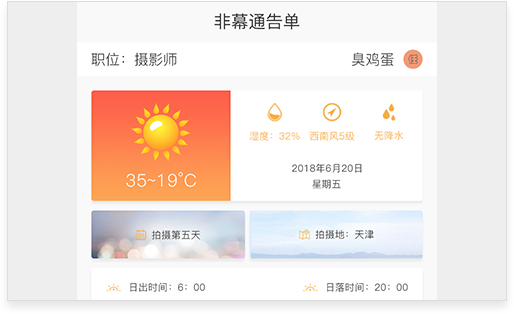 非幕通告单
职位：摄影师
臭鸡蛋
湿度：32%
西南风5级
无降水
35~19°C
2018年6月20日
星期五
拍摄第五天
拍摄地：天津
日出时间：6：00
日落时间：20：00